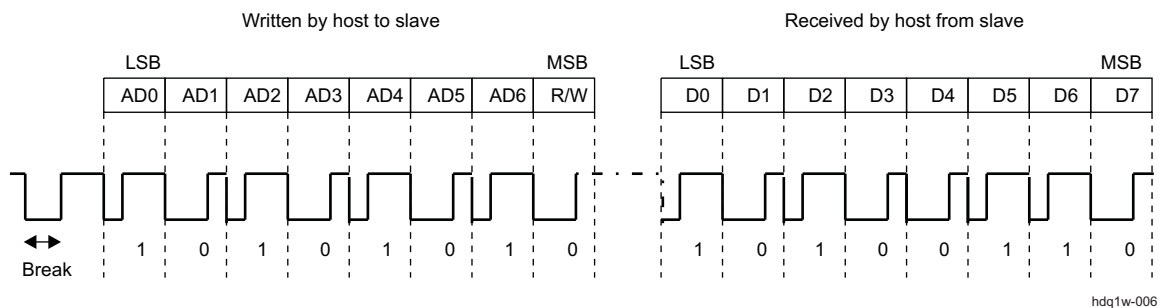 Written by host to slave Received by host from slave
LSB MSB LSB MSB
AD0 AD1 AD2 AD3 AD4 AD5 AD6 R/W D0 D1 D2 D3 D4 D5 D6 D7
1 0 1 0 1 0 1 0 1 0 1 0 0 1 1 0
Break
hdq1w-006